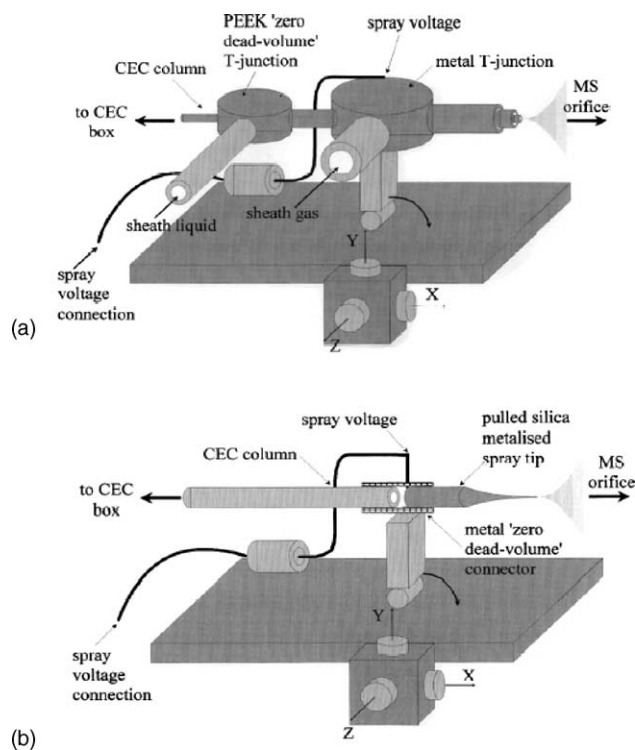 PEEK 'zero
dead-volume'
T-junction
spray voltage
CEC column
metal T-junction
to CEC
box
MS
orifice
sheath liquid
sheath gas
spray
voltage
connection
Y
X
Z
(a)
spray voltage
pulled silica
metalised
spray tip
CEC column
to CEC
box
MS
orifice
metal 'zero
dead-volume'
connector
spray
voltage
connection
Y
X
Z
(b)